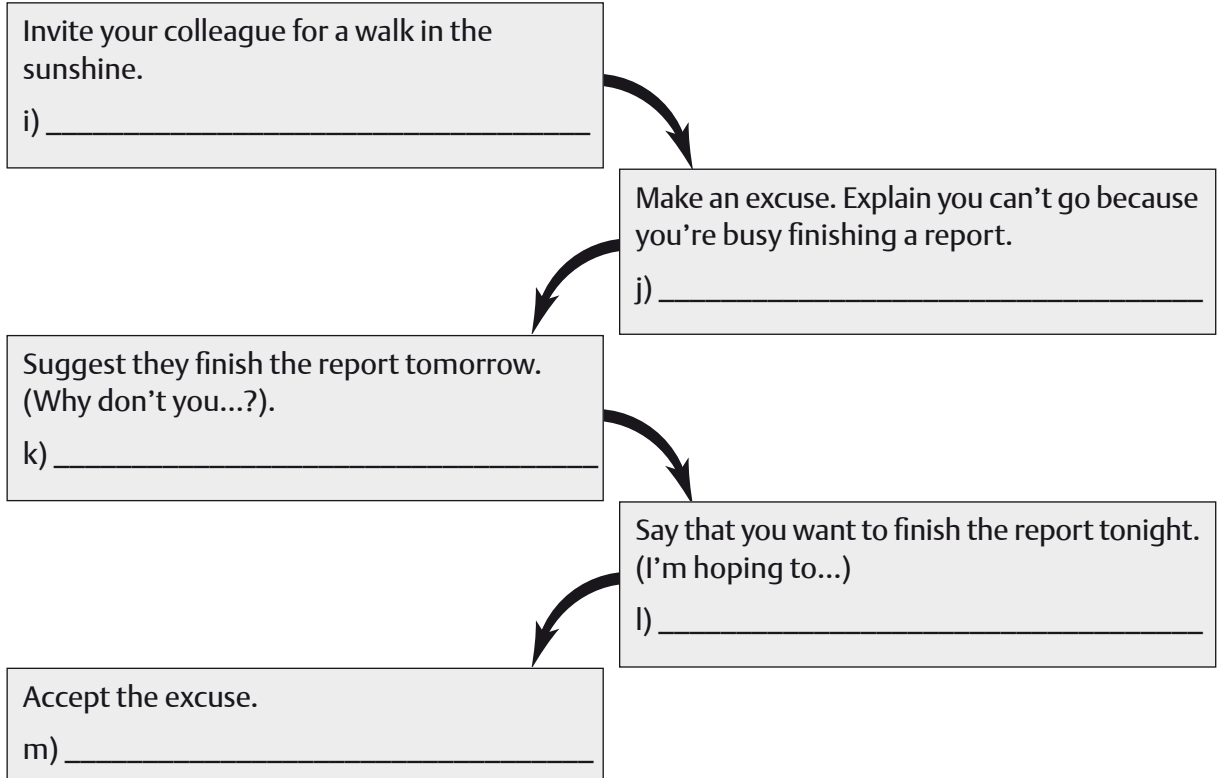 Invite your colleague for a walk in the
sunshine.
i) ___________________________________
Make an excuse. Explain you can’t go because
you’re busy finishing a report.
j) ___________________________________
Suggest they finish the report tomorrow.
(Why don’t you...?).
k) ___________________________________
Say that you want to finish the report tonight.
(I’m hoping to...)
l) ___________________________________
Accept the excuse.
m) __________________________________